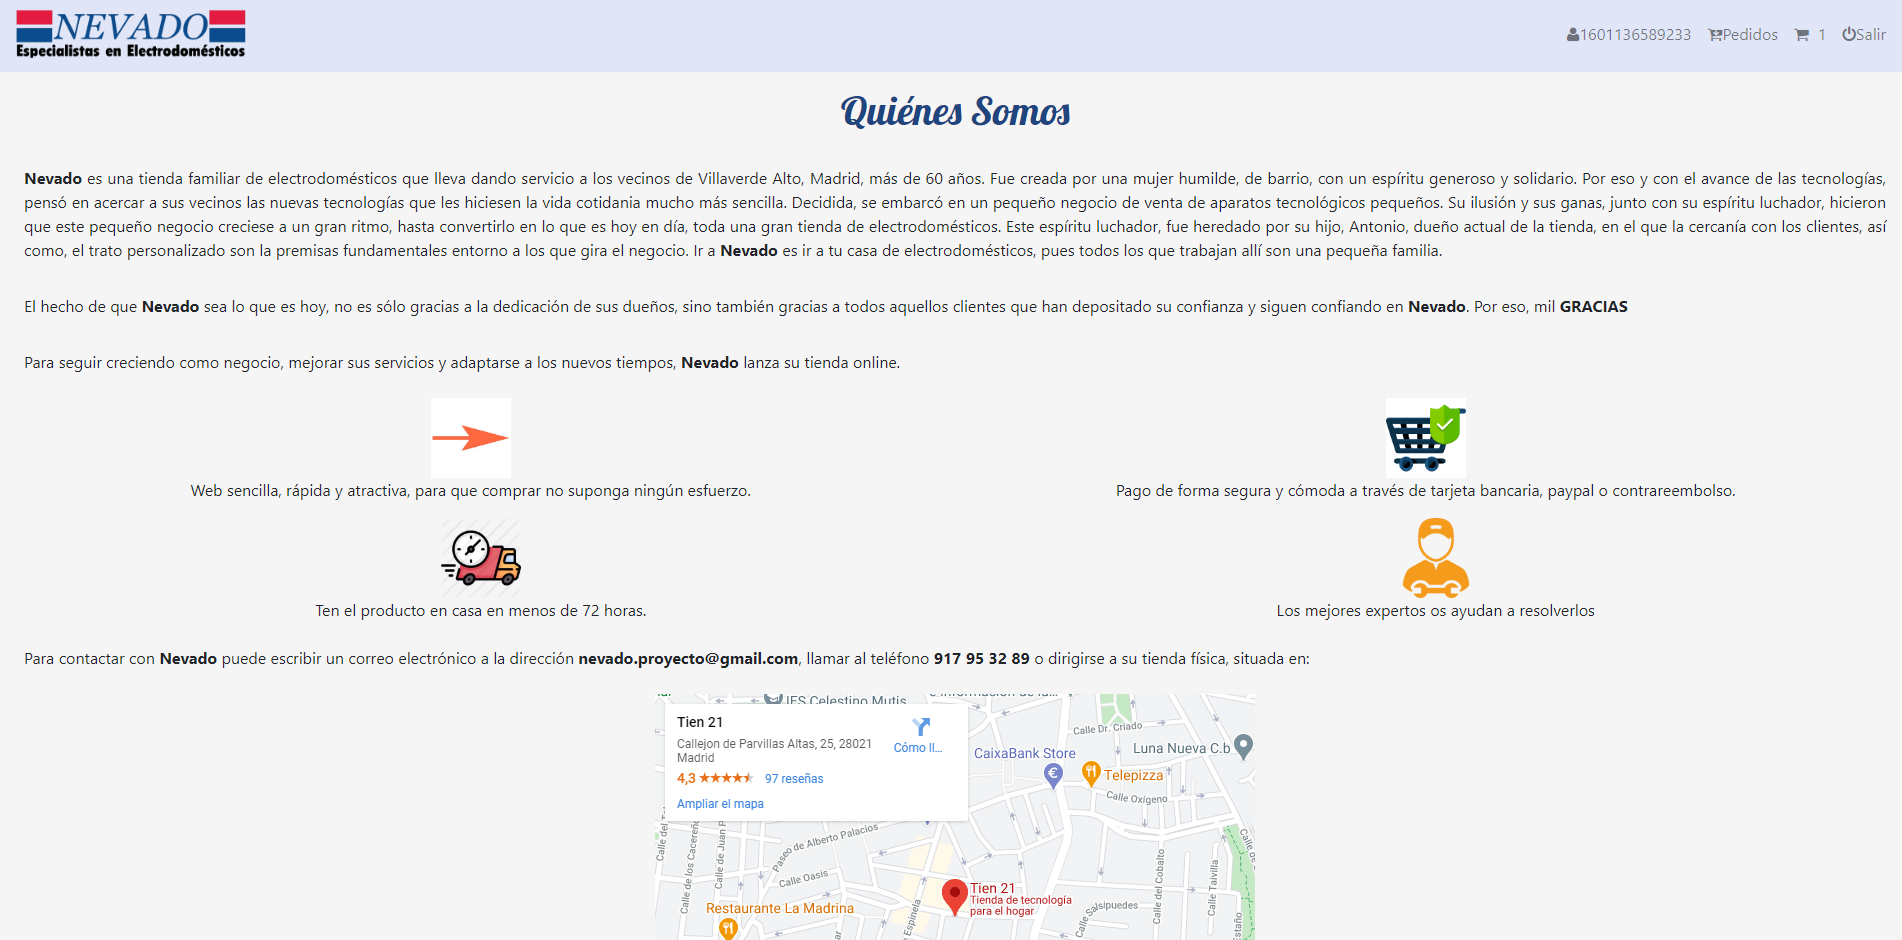 NEVADO
Especialistas en Electrodomésticos
1601136589233 Pedidos 1 Salir
Quiénes Somos
Nevado es una tienda familiar de electrodomésticos que lleva dando servicio a los vecinos de Villaverde Alto, Madrid, más de 60 años. Fue creada por una mujer humilde, de barrio, con un espíritu generoso y solidario. Por eso y con el avance de las tecnologías,
pensó en acercar a sus vecinos las nuevas tecnologías que les hiciesen la vida cotidania mucho más sencilla. Decidida, se embarcó en un pequeño negocio de venta de aparatos tecnológicos pequeños. Su ilusión y sus ganas, junto con su espíritu luchador, hicieron
que este pequeño negocio creciese a un gran ritmo, hasta convertirlo en lo que es hoy en día, toda una gran tienda de electrodomésticos. Este espíritu luchador, fue heredado por su hijo, Antonio, dueño actual de la tienda, en el que la cercanía con los clientes, así
como, el trato personalizado son la premisas fundamentales entorno a los que gira el negocio. Ir a Nevado es ir a tu casa de electrodomésticos, pues todos los que trabajan allí son una pequeña familia.
El hecho de que Nevado sea lo que es hoy, no es sólo gracias a la dedicación de sus dueños, sino también gracias a todos aquellos clientes que han depositado su confianza y siguen confiando en Nevado. Por eso, mil GRACIAS
Para seguir creciendo como negocio, mejorar sus servicios y adaptarse a los nuevos tiempos, Nevado lanza su tienda online.
Web sencilla, rápida y atractiva, para que comprar no suponga ningún esfuerzo.
Pago de forma segura y cómoda a través de tarjeta bancaria, paypal o contrareembolso.
Ten el producto en casa en menos de 72 horas.
Los mejores expertos os ayudan a resolverlos
Para contactar con Nevado puede escribir un correo electrónico a la dirección nevado.proyecto@gmail.com, llamar al teléfono 917 95 32 89 o dirigirse a su tienda física, situada en:
IES Celestino Mutis
Tien 21
Callejon de Parvillas Altas, 25, 28021
Madrid
4,3 97 reseñas
Ampliar el mapa
Cómo ll...
Calle Dr. Criado
CaixaBank Store
Luna Nueva C.b
Telepizza
Calle Oxígeno
Paseo de Alberto Palacios
Calle de los Cacereño
Calle de Juan P
Calle Oasis
Tien 21
Tienda de tecnología
para el hogar
Restaurante La Madrina
Espinela
Calle Salsipuedes
Calle del Cobalto
Calle Talvilla
Estaño